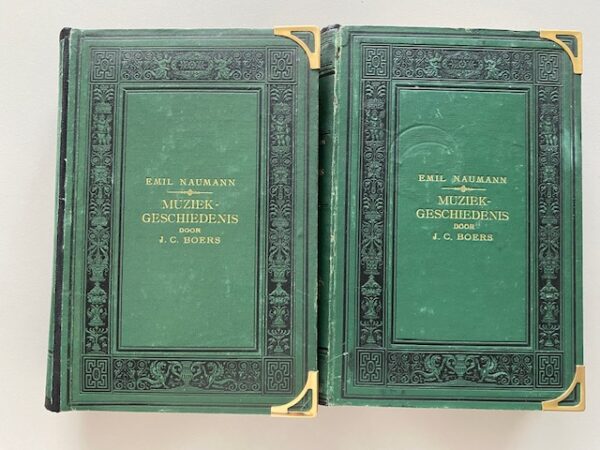 EMIL NAUMANN
MUZIEK-
GESCHIEDENIS
DOOR
J. C. BOERS
EMIL NAUMANN
MUZIEK-
GESCHIEDENIS
DOOR
J. C. BOERS